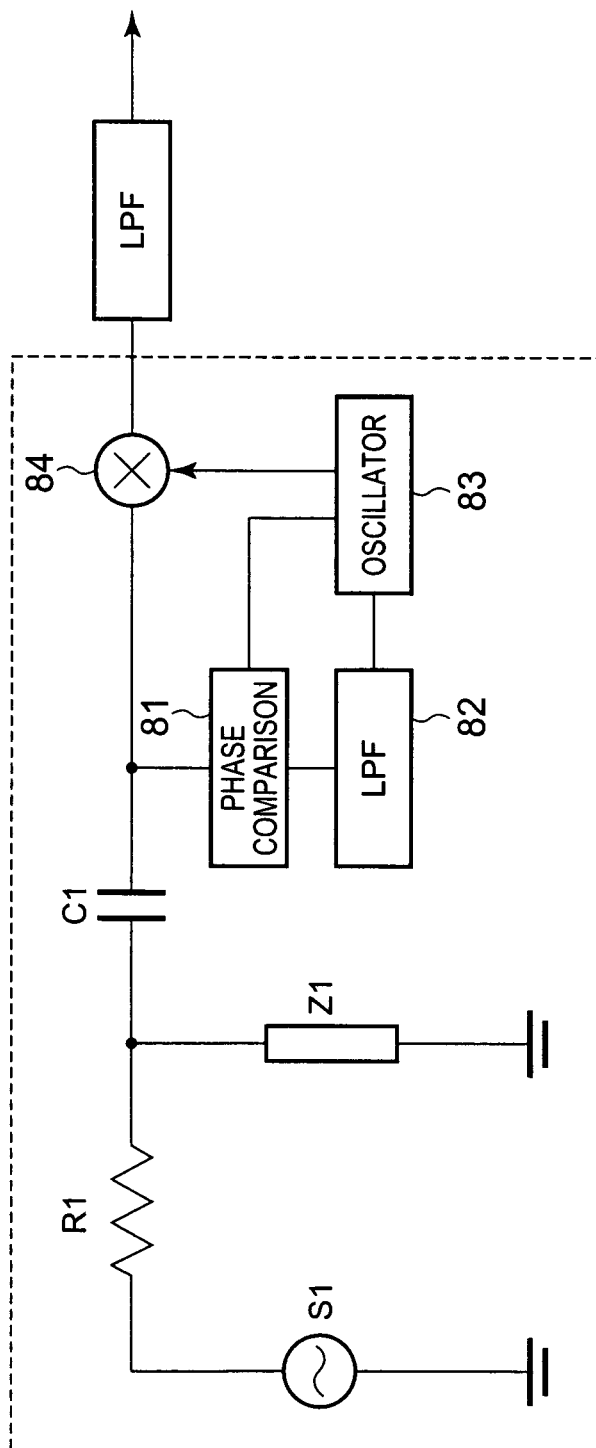 S1
R1
Z1
C1
81
PHASE
COMPARISON
LPF
82
OSCILLATOR
83
84
LPF